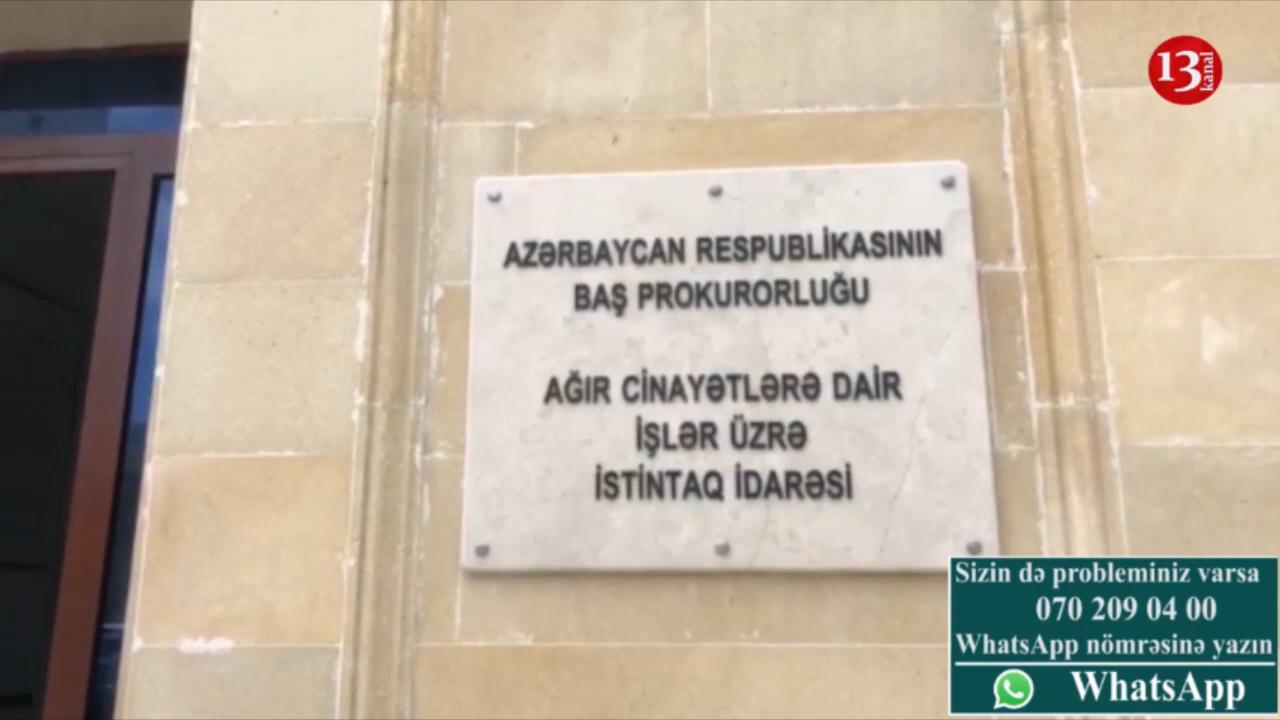 13
kanal
AZƏRBAYCAN RESPUBLİKASININ
BAŞ PROKURORLUĞU
AĞIR CİNAYƏTLƏRƏ DAİR
İŞLƏR ÜZRƏ
İSTİNTAQ İDARƏSİ
Sizin də probleminiz varsa
070 209 04 00
WhatsApp nömrəsinə yazın
WhatsApp